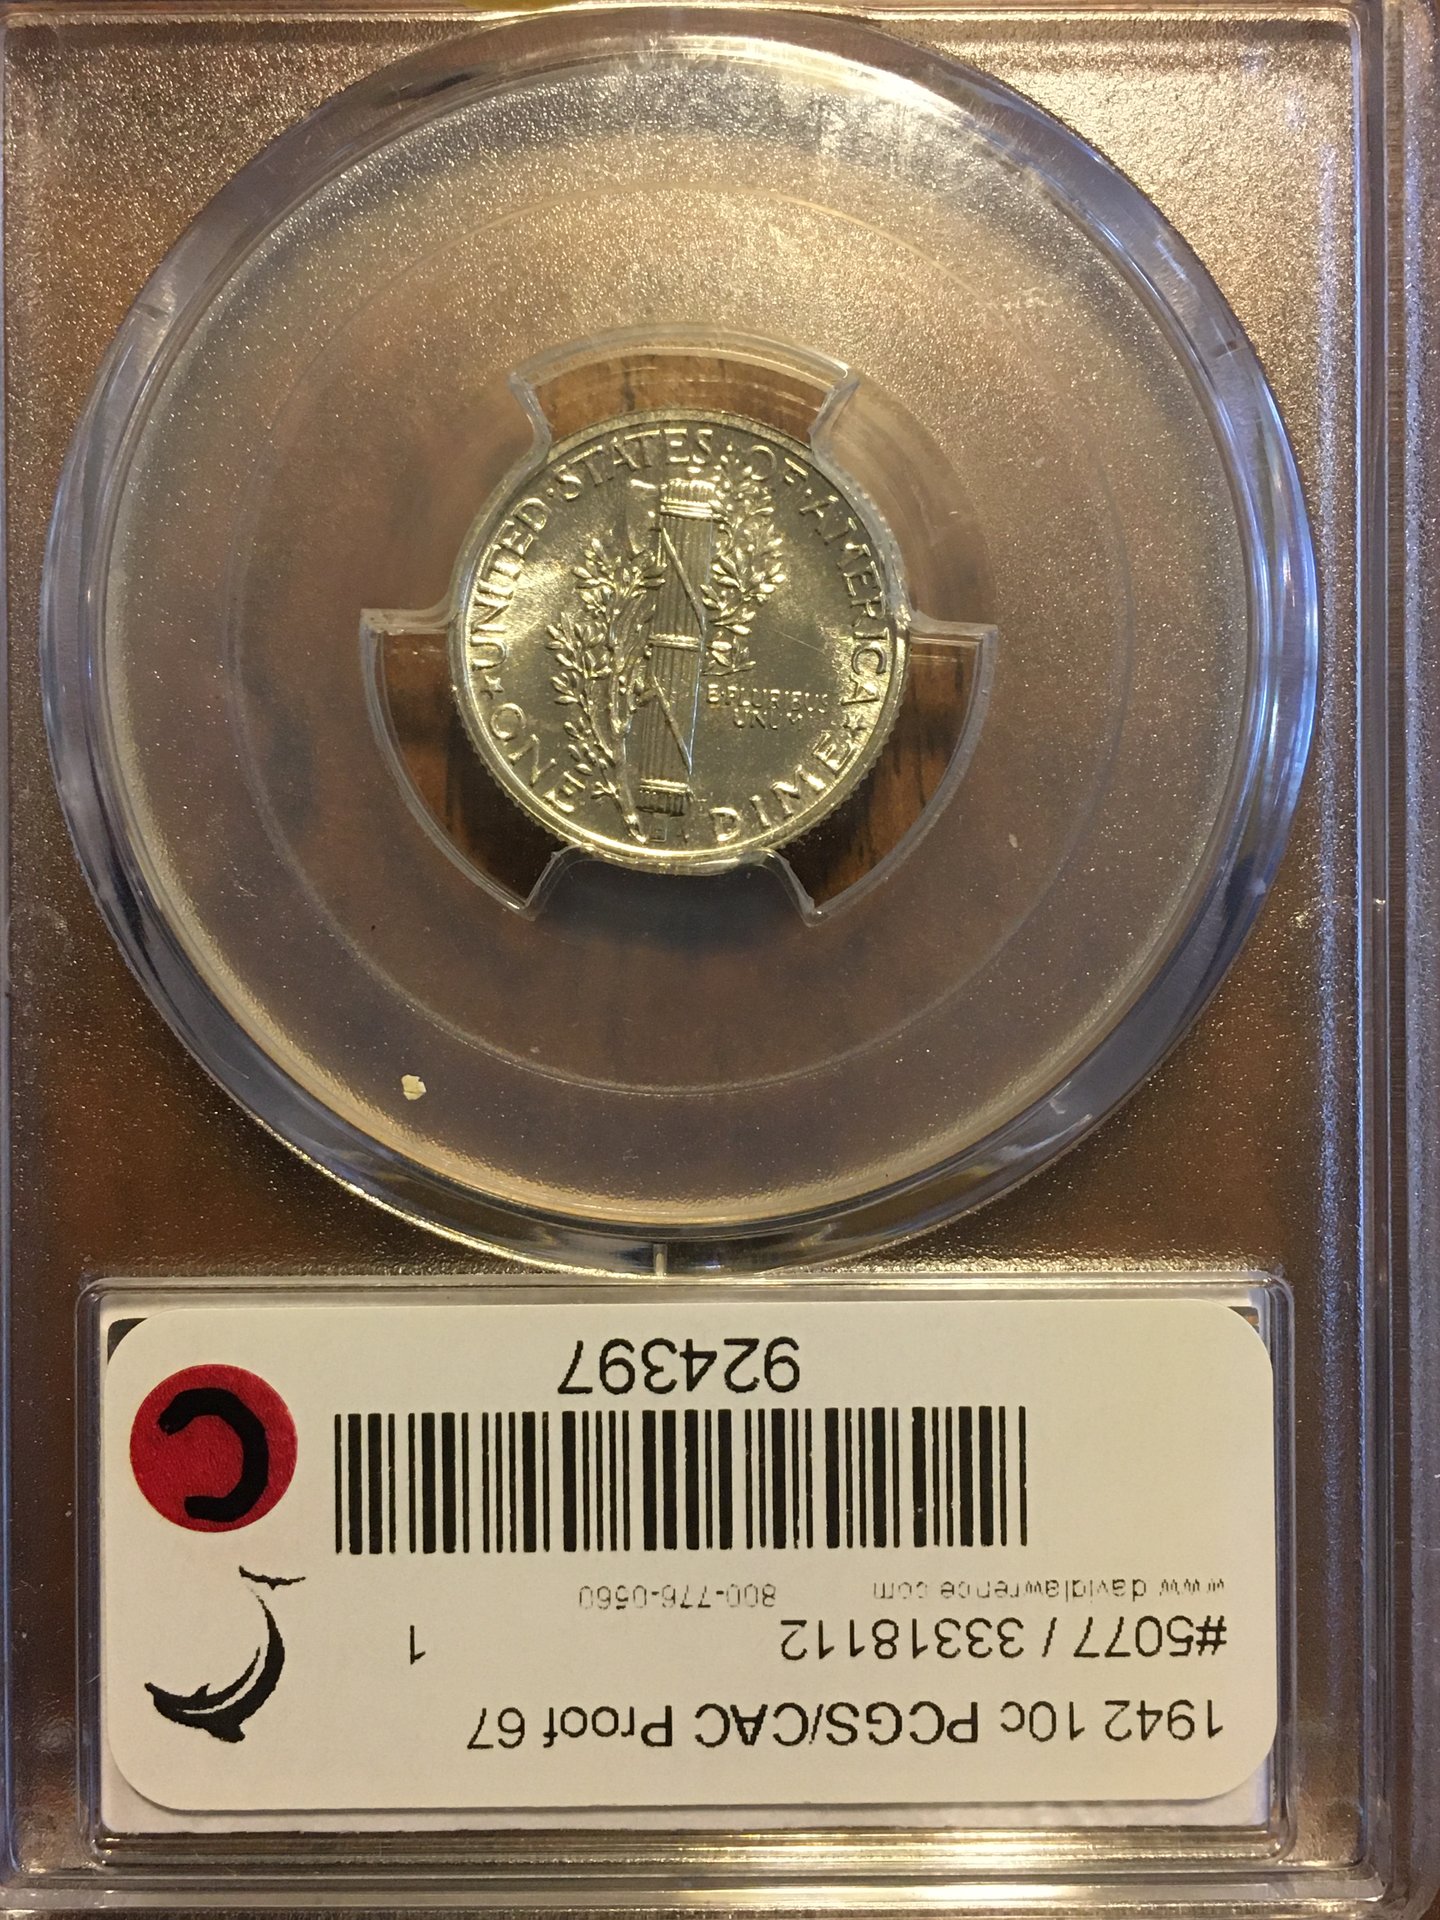 UNITED·STATES·OF·AMERICA
E·PLURIBUS
UNUM
ONE DIME
1942 10c PCGS/CAC Proof 67
#5077 / 33318112 1
www.davidlawrence.com 800-776-0560
924397
C